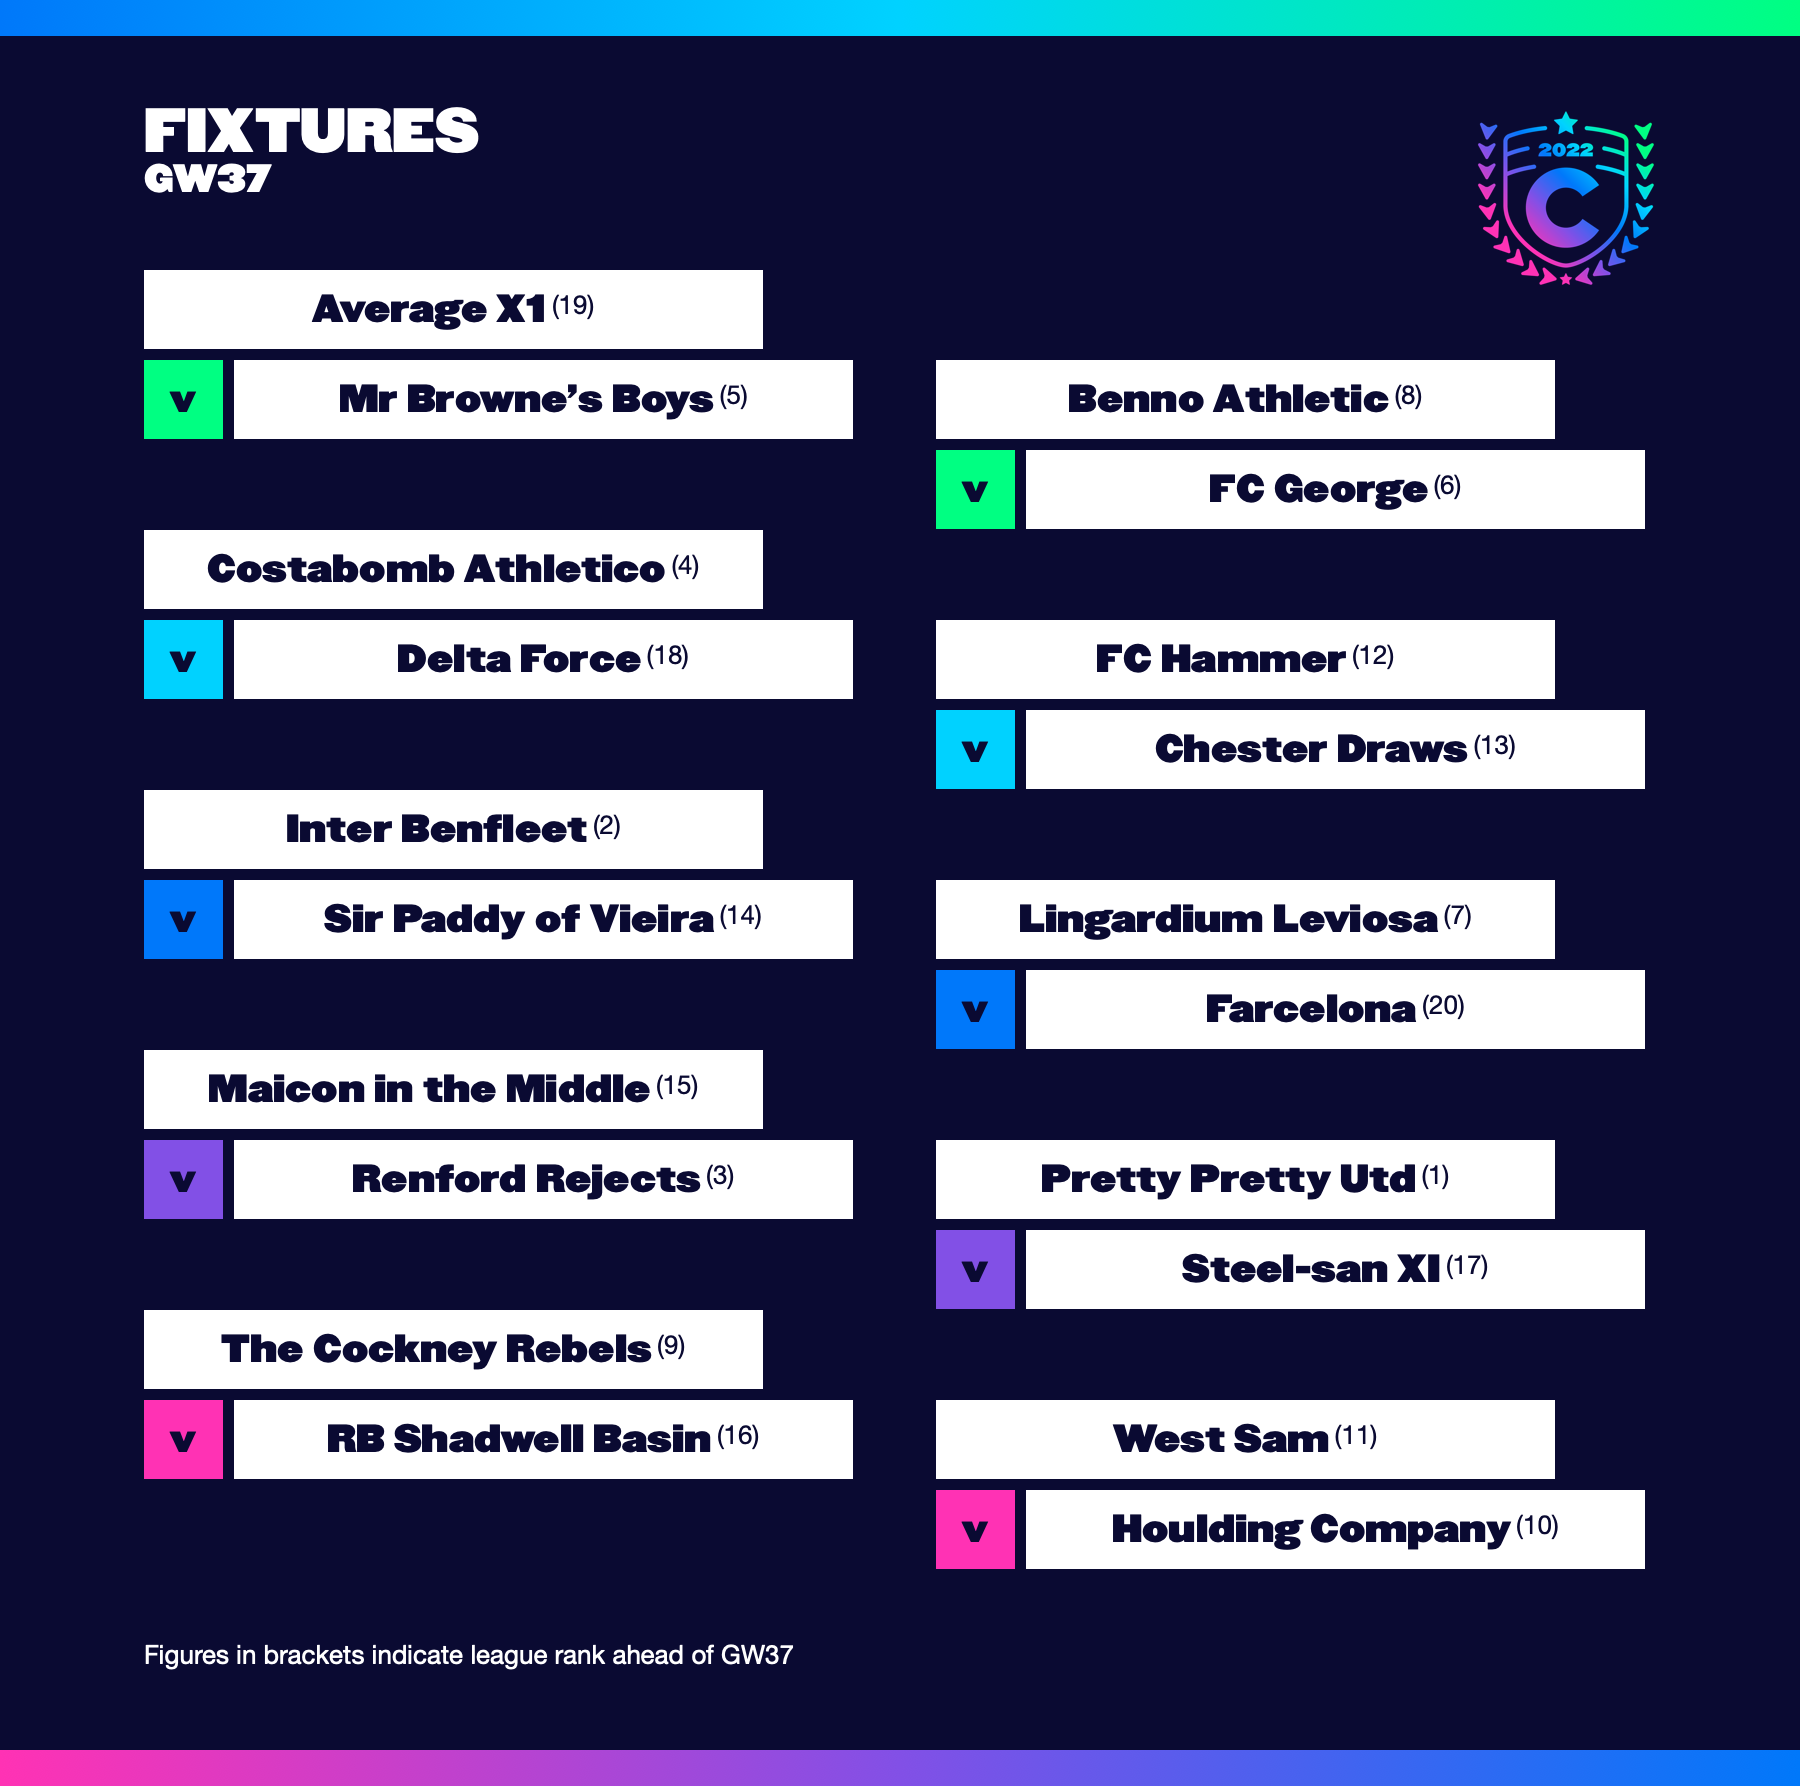 FIXTURES
GW37
2022
C
Average X1 (19)
v Mr Browne’s Boys (5)
Benno Athletic (8)
v FC George (6)
Costabomb Athletico (4)
v Delta Force (18)
FC Hammer (12)
v Chester Draws (13)
Inter Benfleet (2)
v Sir Paddy of Vieira (14)
Lingardium Leviosa (7)
v Farcelona (20)
Maicon in the Middle (15)
v Renford Rejects (3)
Pretty Pretty Utd (1)
v Steel-san XI (17)
The Cockney Rebels (9)
v RB Shadwell Basin (16)
West Sam (11)
v Houlding Company (10)
Figures in brackets indicate league rank ahead of GW37